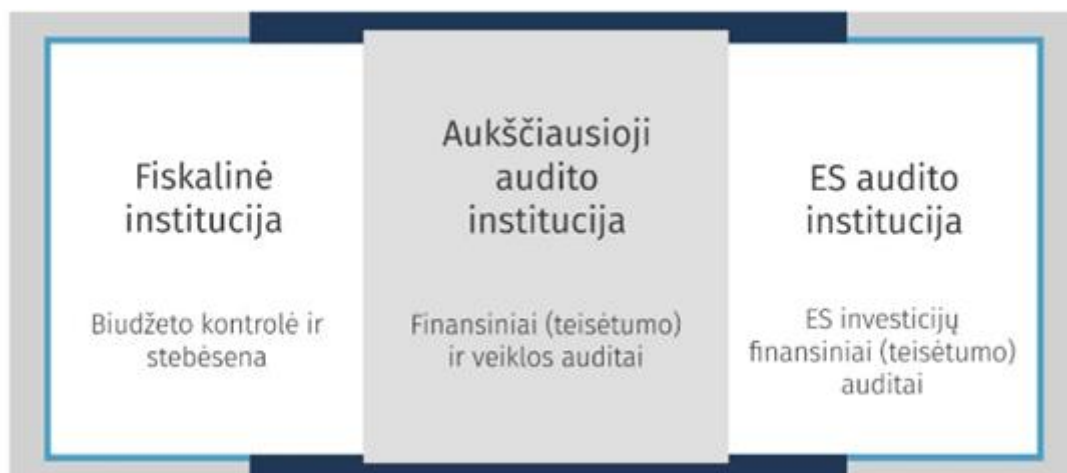 Fiskalinė
institucija
Biudžeto kontrolė ir
stebėsena
Aukščiausioji
audito
institucija
Finansiniai (teisėtumo)
ir veiklos auditai
ES audito
institucija
ES investicijų
finansiniai (teisėtumo)
auditai